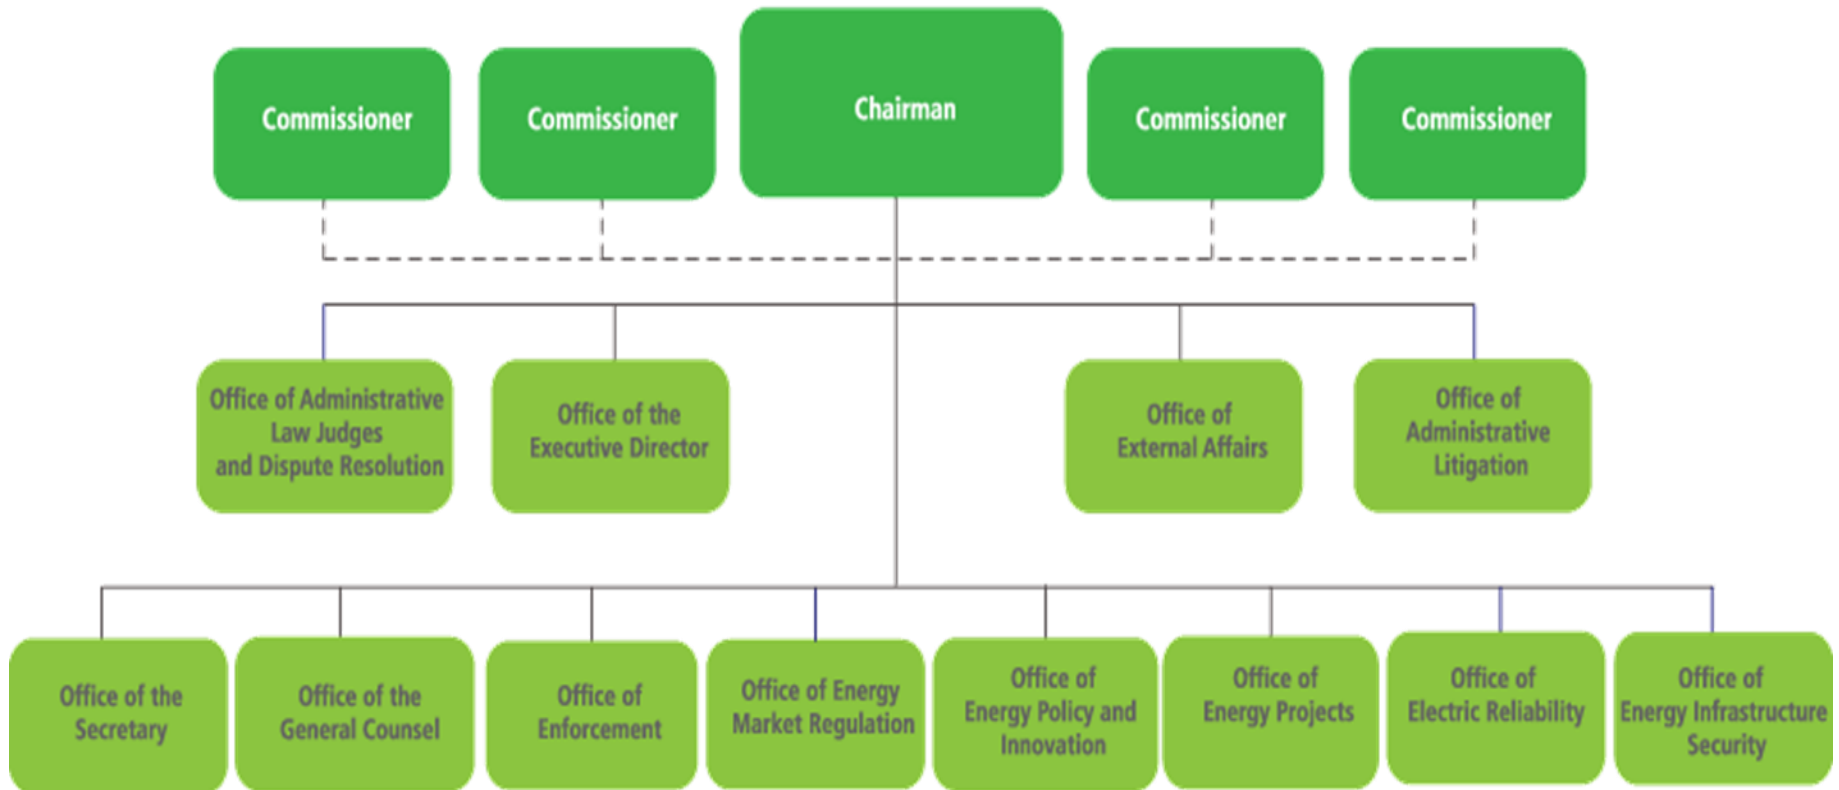 Commissioner
Commissioner
Chairman
Commissioner
Commissioner
Office of Administrative
Law Judges
and Dispute Resolution
Office of the
Executive Director
Office of
External Affairs
Office of
Administrative
Litigation
Office of the
Secretary
Office of the
General Counsel
Office of
Enforcement
Office of Energy
Market Regulation
Office of
Energy Policy and
Innovation
Office of
Energy Projects
Office of
Electric Reliability
Office of
Energy Infrastructure
Security